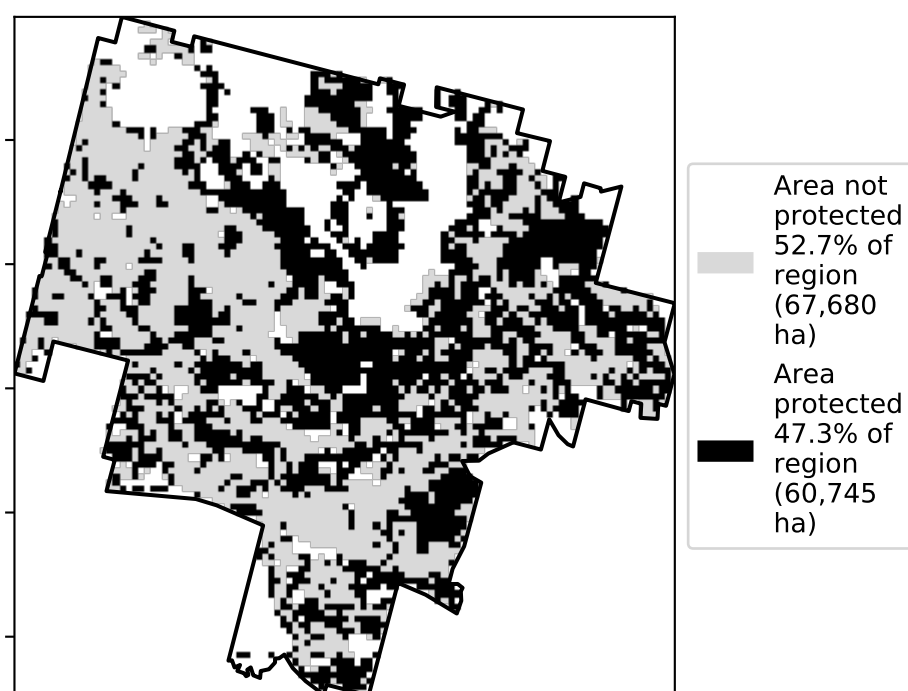 Area not
protected
52.7% of
region
(67,680
ha)
Area
protected
47.3% of
region
(60,745
ha)